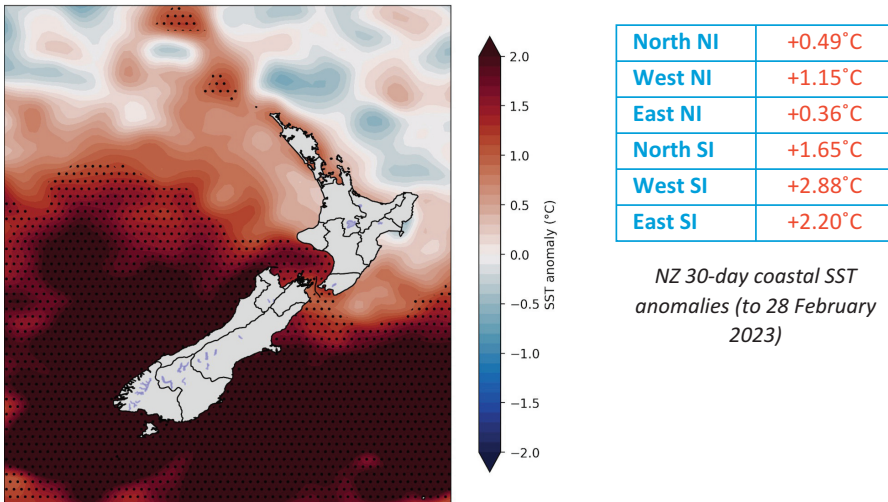 2.0
1.5
1.0
0.5
0.0
−0.5
−1.0
−1.5
−2.0
SST anomaly (°C)
North NI +0.49˚C
West NI +1.15˚C
East NI +0.36˚C
North SI +1.65˚C
West SI +2.88˚C
East SI +2.20˚C
NZ 30-day coastal SST
anomalies (to 28 February
2023)